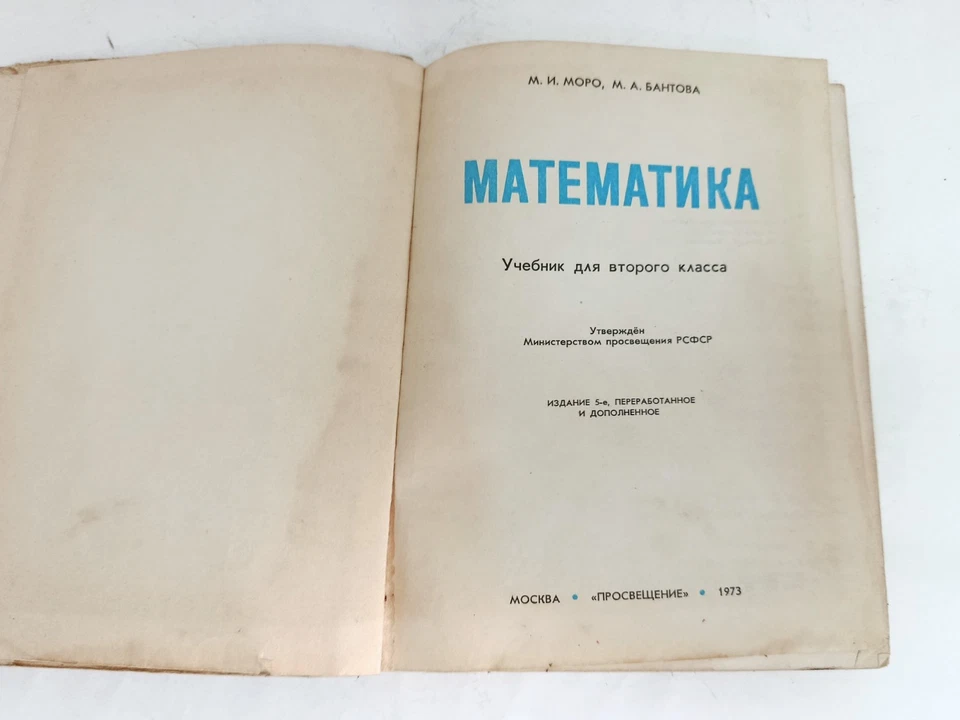 М. И. МОРО, М. А. БАНТОВА
МАТЕМАТИКА
Учебник для второго класса
Утверждён
Министерством просвещения РСФСР
ИЗДАНИЕ 5-е, ПЕРЕРАБОТАННОЕ
И ДОПОЛНЕННОЕ
МОСКВА • «ПРОСВЕЩЕНИЕ» • 1973